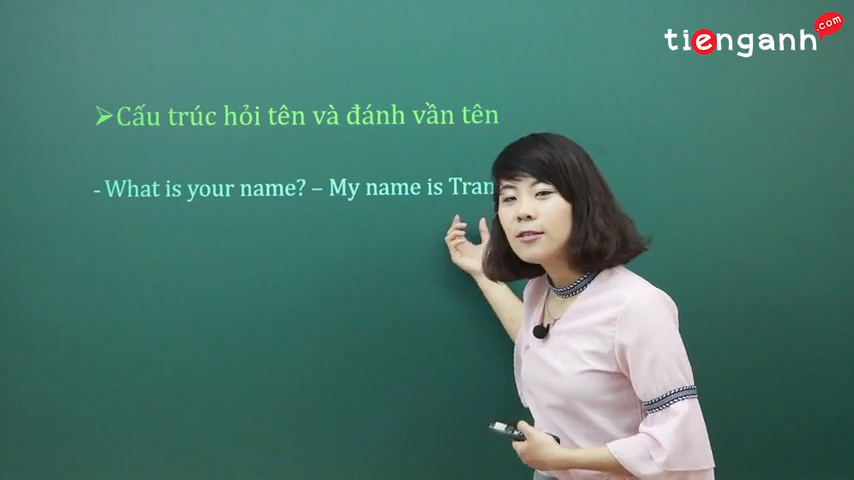 tienganh.com
➢Cấu trúc hỏi tên và đánh vần tên
- What is your name? – My name is Tran